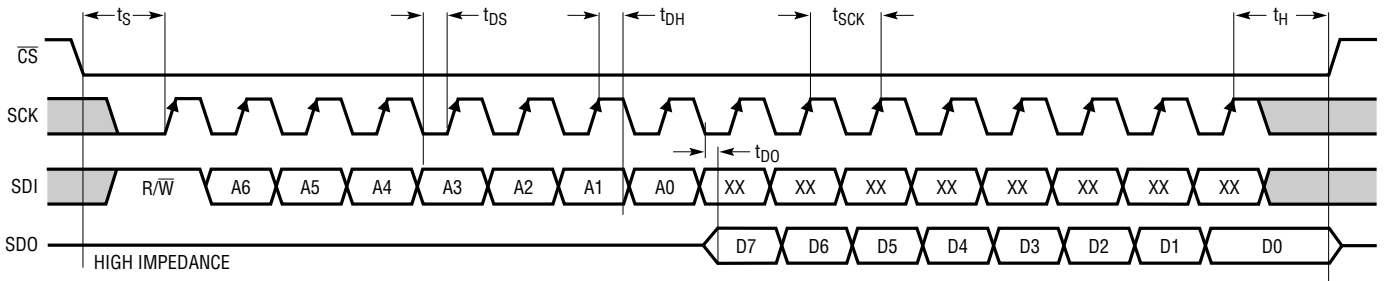 tS tDS tDH tSCK tH
C̅S̅
SCK
tDO
SDI R/W̅ A6 A5 A4 A3 A2 A1 A0 XX XX XX XX XX XX XX XX
SDO D7 D6 D5 D4 D3 D2 D1 D0
HIGH IMPEDANCE